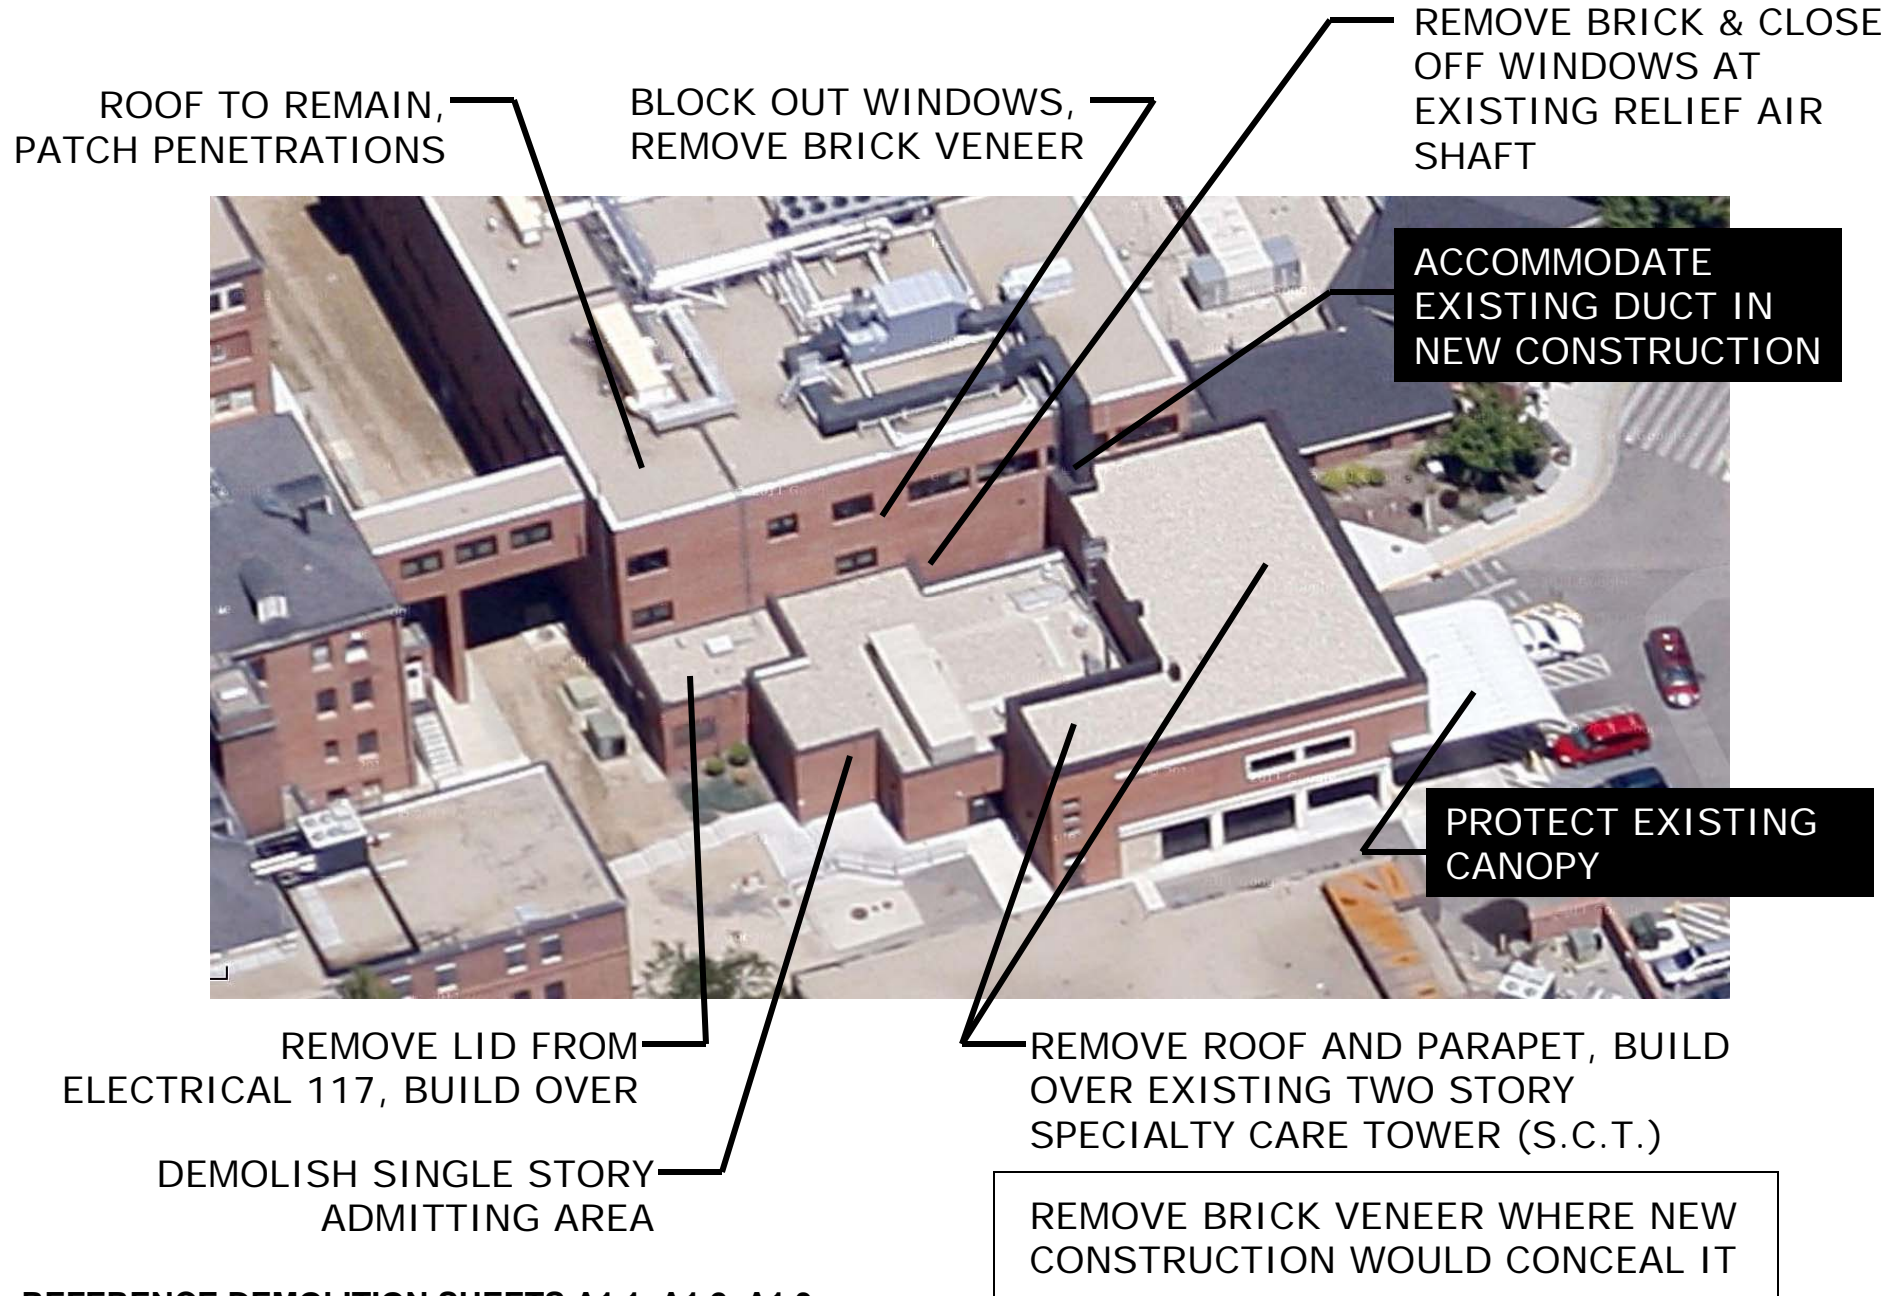 REMOVE BRICK & CLOSE
OFF WINDOWS AT
EXISTING RELIEF AIR
SHAFT
ROOF TO REMAIN,
PATCH PENETRATIONS
BLOCK OUT WINDOWS,
REMOVE BRICK VENEER
ACCOMMODATE
EXISTING DUCT IN
NEW CONSTRUCTION
PROTECT EXISTING
CANOPY
REMOVE LID FROM
ELECTRICAL 117, BUILD OVER
REMOVE ROOF AND PARAPET, BUILD
OVER EXISTING TWO STORY
SPECIALTY CARE TOWER (S.C.T.)
DEMOLISH SINGLE STORY
ADMITTING AREA
REMOVE BRICK VENEER WHERE NEW
CONSTRUCTION WOULD CONCEAL IT
REFERENCE DEMOLITION SHEETS